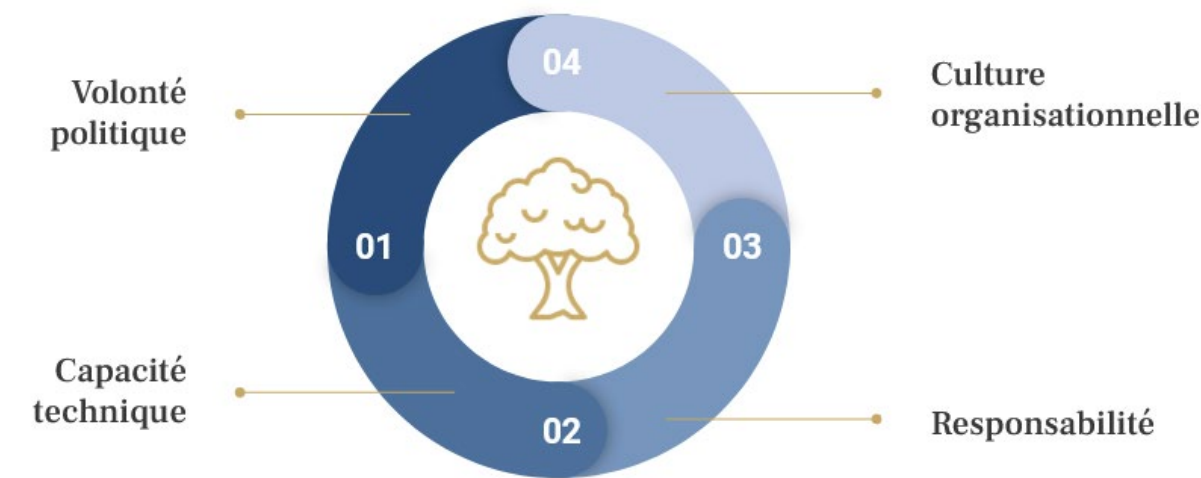 Volonté
politique
01
Capacité
technique
02
03
Responsabilité
04
Culture
organisationnelle